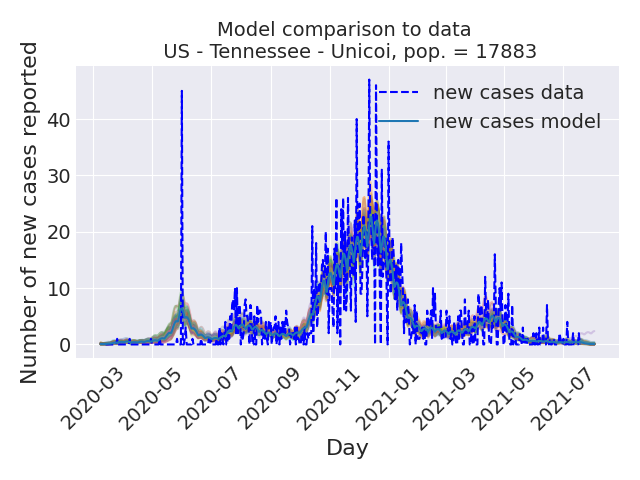 Model comparison to data
US - Tennessee - Unicoi, pop. = 17883
Number of new cases reported
40
30
20
10
0
new cases data
new cases model
2020-03
2020-05
2020-07
2020-09
2020-11
2021-01
2021-03
2021-05
2021-07
Day